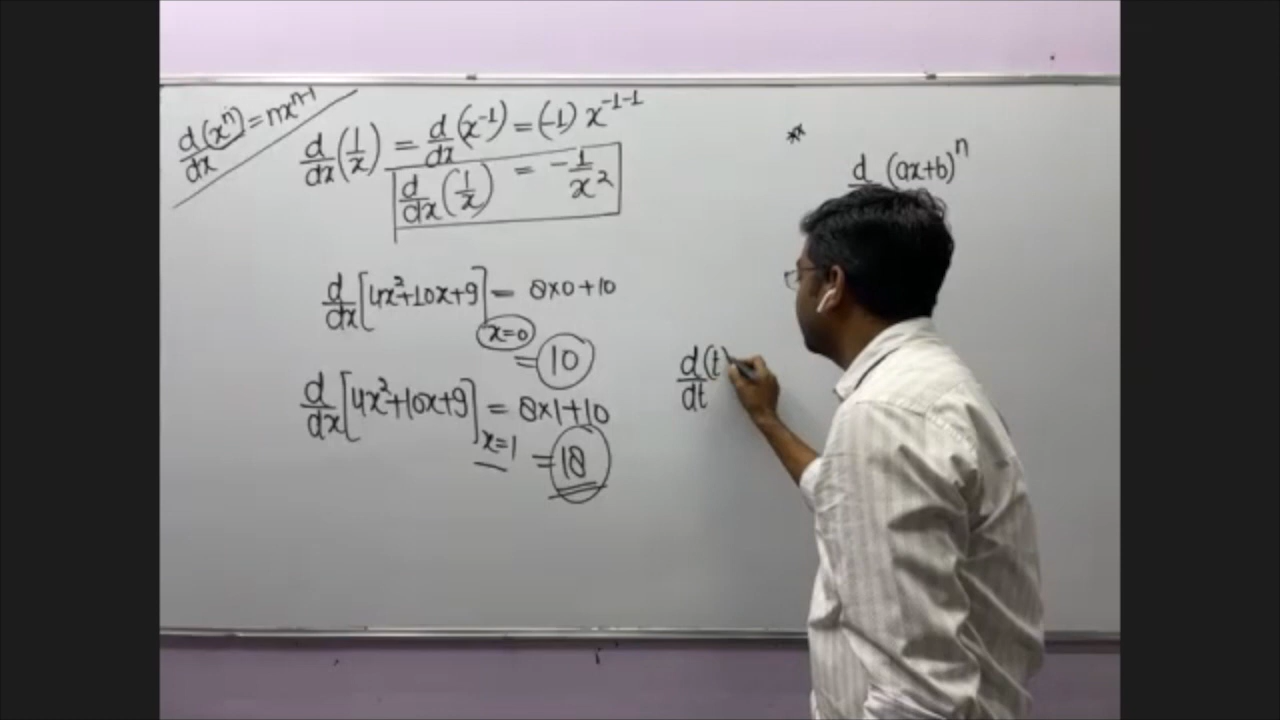 d/dx (xⁿ) = nxⁿ⁻¹
d/dx (1/x) = d/dx (x⁻¹) = (-1) x⁻¹⁻¹
d/dx (1/x) = -1/x²
d/dx [4x²+10x+9] x=0 = 8×0+10
= 10
d/dx [4x²+10x+9] x=1 = 8×1+10
= 18
**
d (ax+b)ⁿ
d/dt (t)